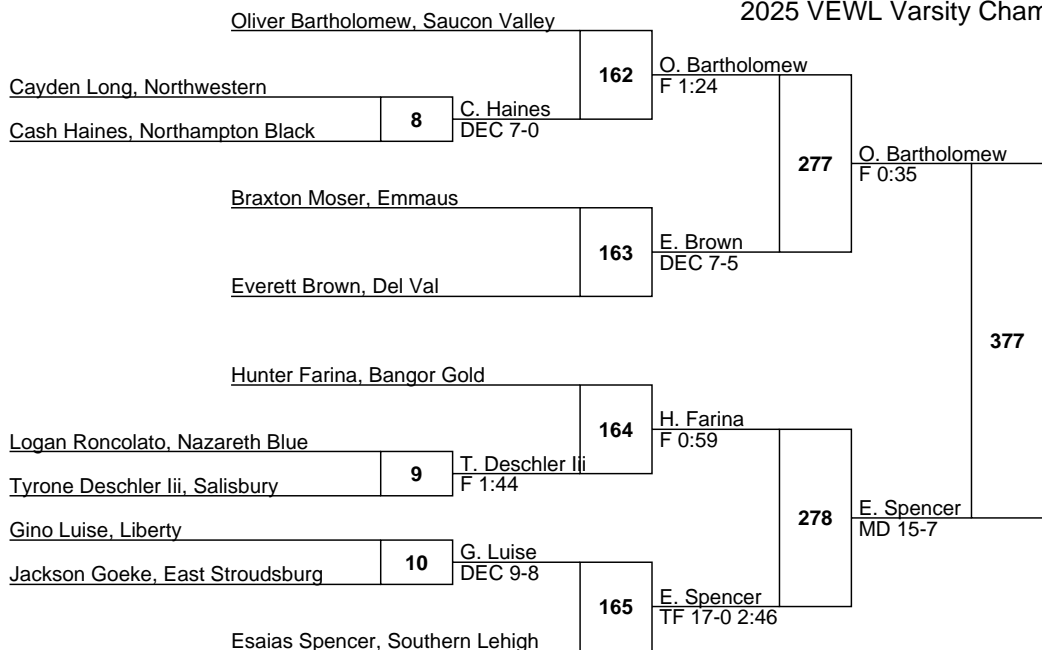 2025 VEWL Varsity Cham
Oliver Bartholomew, Saucon Valley
162
O. Bartholomew
F 1:24
Cayden Long, Northwestern
8
C. Haines
DEC 7-0
Cash Haines, Northampton Black
277
O. Bartholomew
F 0:35
Braxton Moser, Emmaus
163
E. Brown
DEC 7-5
Everett Brown, Del Val
377
Hunter Farina, Bangor Gold
164
H. Farina
F 0:59
Logan Roncolato, Nazareth Blue
9
T. Deschler Iii
F 1:44
Tyrone Deschler Iii, Salisbury
278
E. Spencer
MD 15-7
Gino Luise, Liberty
10
G. Luise
DEC 9-8
Jackson Goeke, East Stroudsburg
165
E. Spencer
TF 17-0 2:46
Esaias Spencer, Southern Lehigh